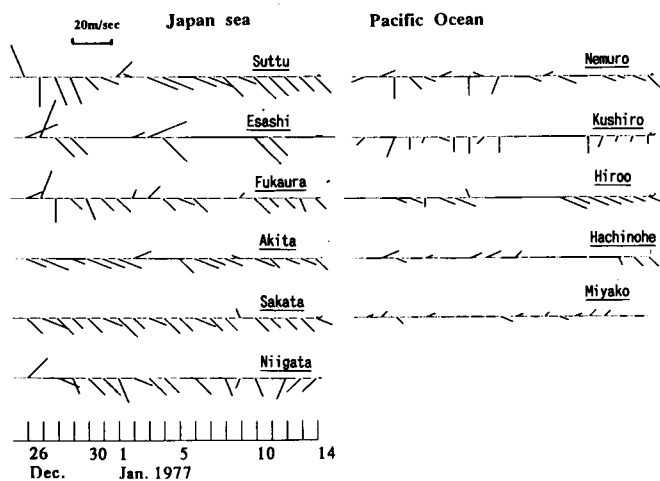 Japan sea
Pacific Ocean
20m/sec
Suttu
Esashi
Fukaura
Akita
Sakata
Niigata
Nemuro
Kushiro
Hiroo
Hachinohe
Miyako
26 30 1 5 10 14
Dec. Jan. 1977